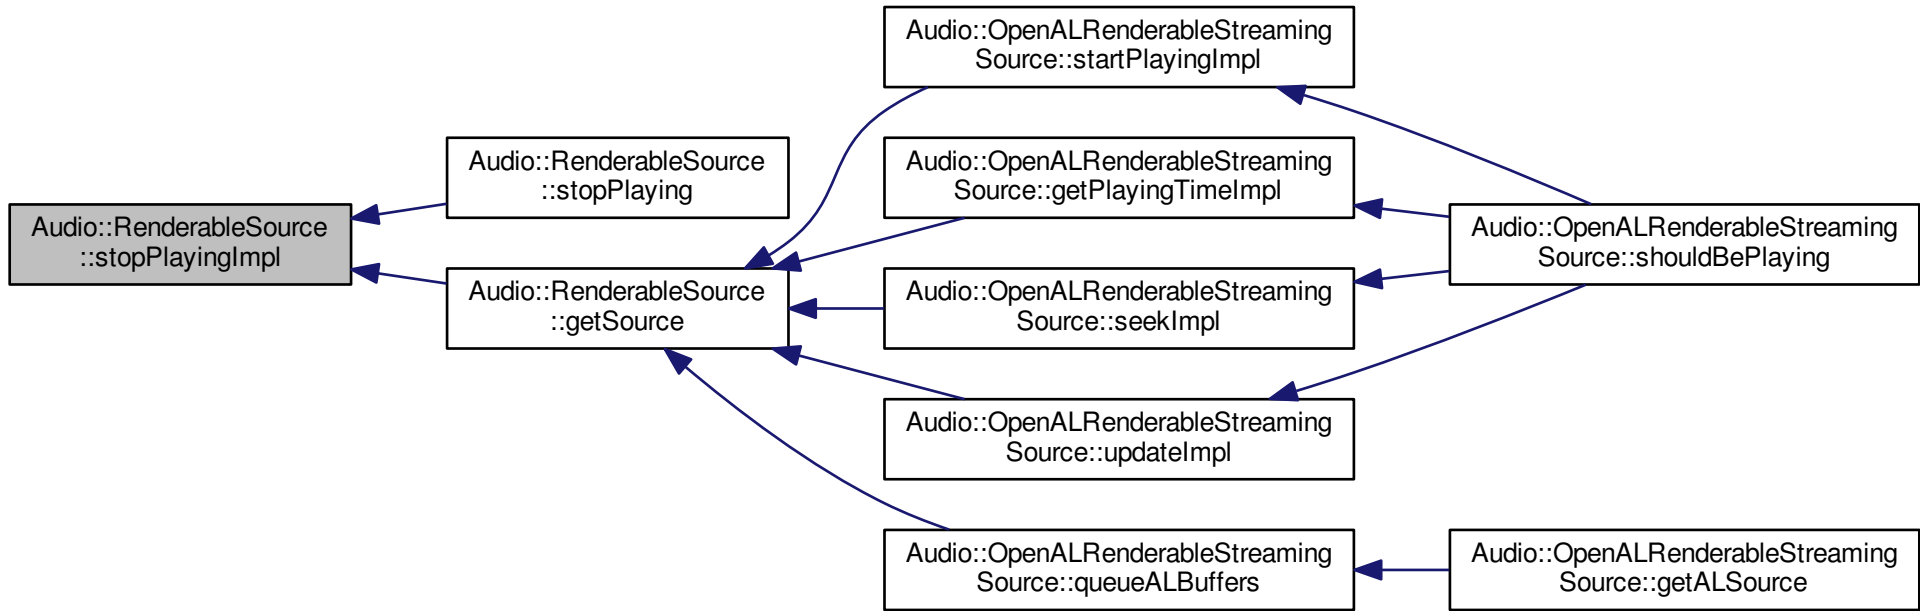 Audio::OpenALRenderableStreaming
Source::startPlayingImpl
Audio::RenderableSource
::stopPlaying
Audio::OpenALRenderableStreaming
Source::getPlayingTimeImpl
Audio::RenderableSource
::stopPlayingImpl
Audio::OpenALRenderableStreaming
Source::shouldBePlaying
Audio::RenderableSource
::getSource
Audio::OpenALRenderableStreaming
Source::seekImpl
Audio::OpenALRenderableStreaming
Source::updateImpl
Audio::OpenALRenderableStreaming
Source::queueALBuffers
Audio::OpenALRenderableStreaming
Source::getALSource